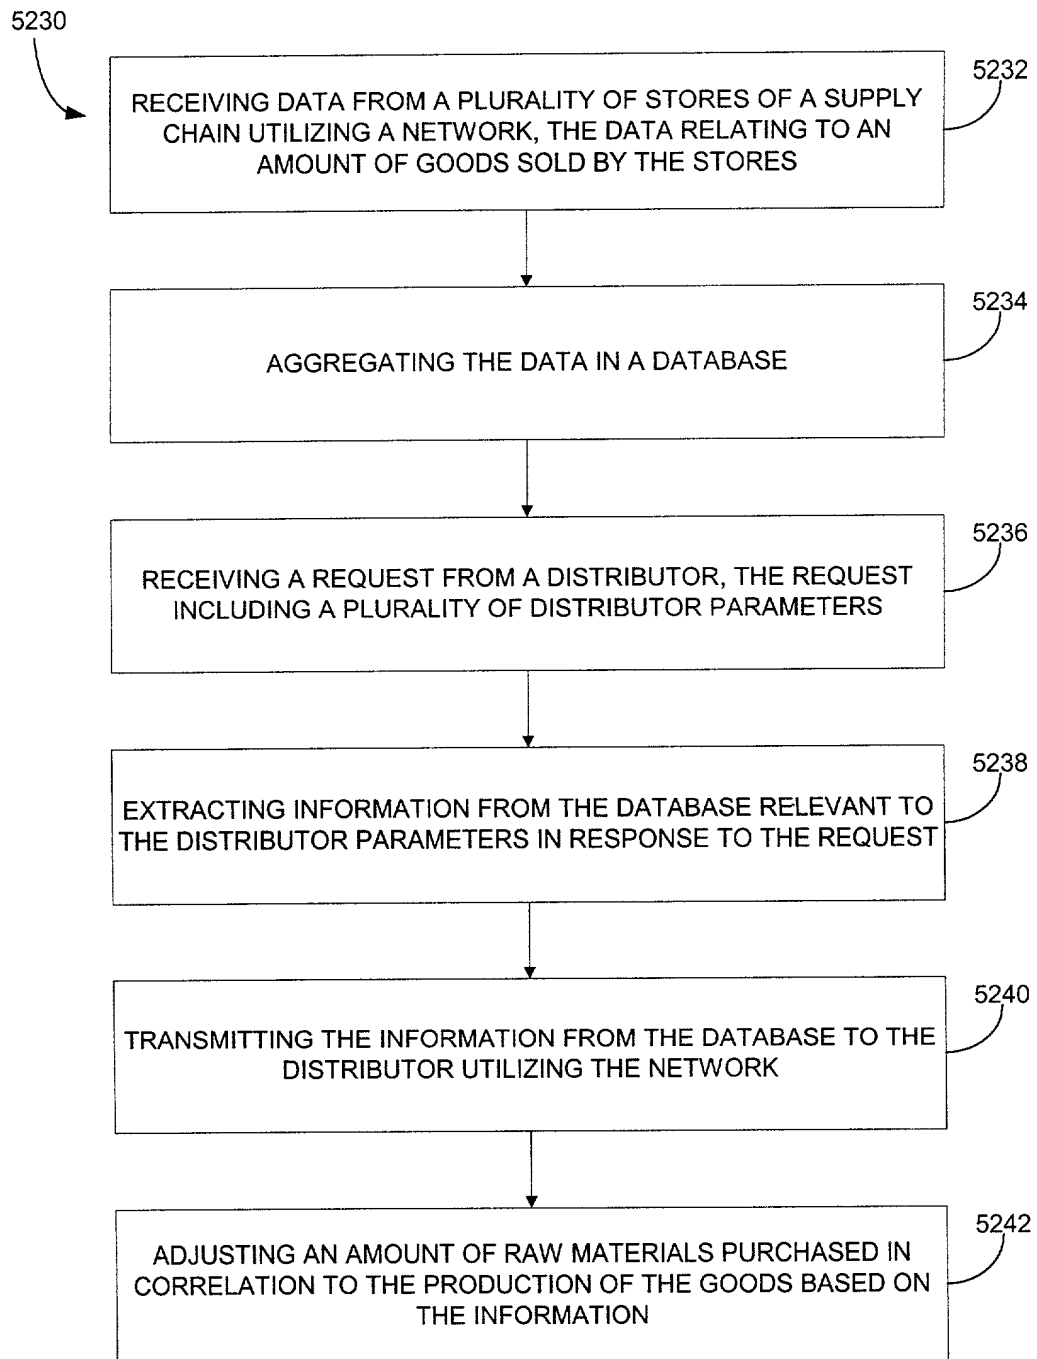 5230
5232
RECEIVING DATA FROM A PLURALITY OF STORES OF A SUPPLY
CHAIN UTILIZING A NETWORK, THE DATA RELATING TO AN
AMOUNT OF GOODS SOLD BY THE STORES
5234
AGGREGATING THE DATA IN A DATABASE
5236
RECEIVING A REQUEST FROM A DISTRIBUTOR, THE REQUEST
INCLUDING A PLURALITY OF DISTRIBUTOR PARAMETERS
5238
EXTRACTING INFORMATION FROM THE DATABASE RELEVANT TO
THE DISTRIBUTOR PARAMETERS IN RESPONSE TO THE REQUEST
5240
TRANSMITTING THE INFORMATION FROM THE DATABASE TO THE
DISTRIBUTOR UTILIZING THE NETWORK
5242
ADJUSTING AN AMOUNT OF RAW MATERIALS PURCHASED IN
CORRELATION TO THE PRODUCTION OF THE GOODS BASED ON
THE INFORMATION